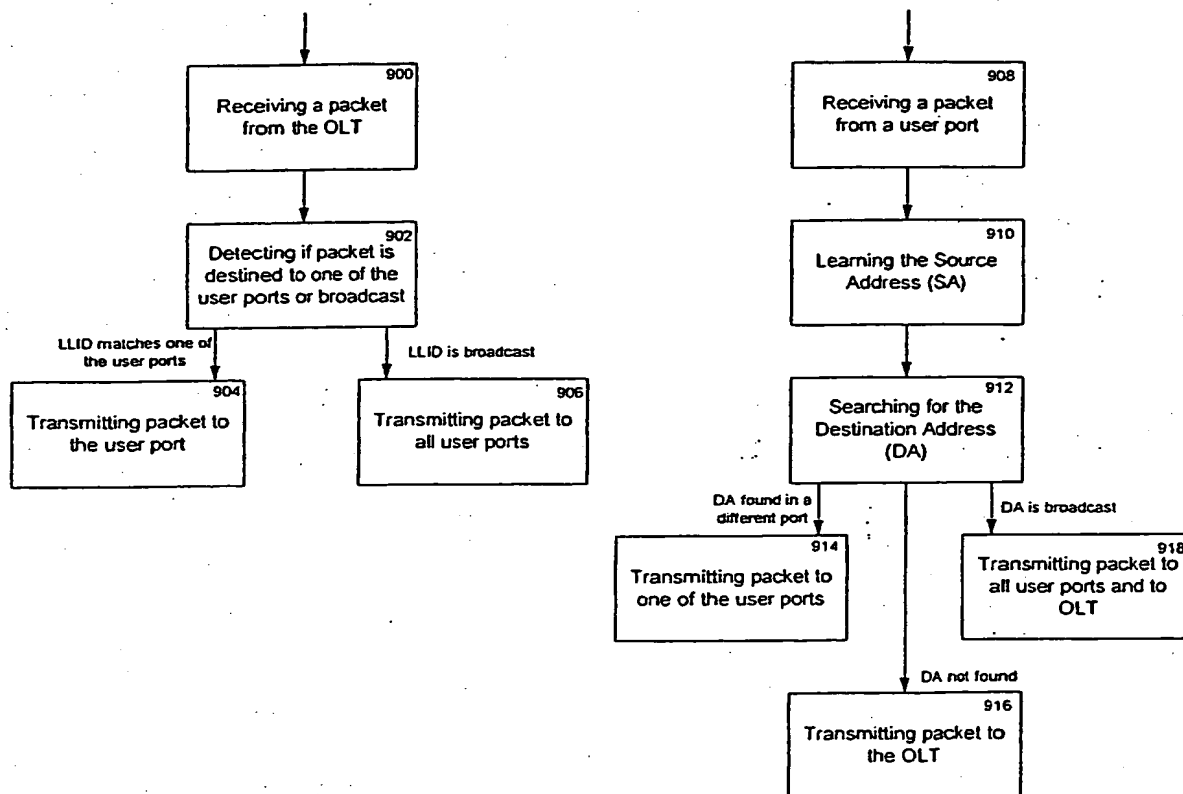 900
Receiving a packet
from the OLT
902
Detecting if packet is
destined to one of the
user ports or broadcast
LLID matches one of
the user ports
LLID is broadcast
904
Transmitting packet to
the user port
906
Transmitting packet to
all user ports
908
Receiving a packet
from a user port
910
Learning the Source
Address (SA)
912
Searching for the
Destination Address
(DA)
DA found in a
different port
DA is broadcast
914
Transmitting packet to
one of the user ports
918
Transmitting packet to
all user ports and to
OLT
DA not found
916
Transmitting packet to
the OLT